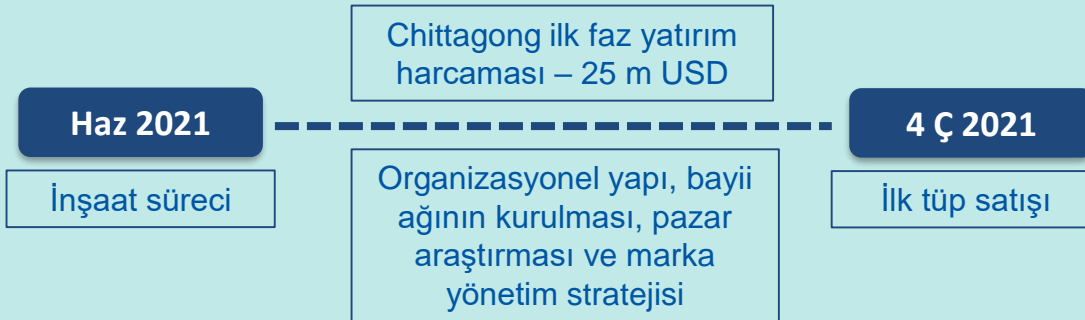 Chittagong ilk faz yatırım
harcaması – 25 m USD
Haz 2021
4 Ç 2021
İnşaat süreci
Organizasyonel yapı, bayii
ağının kurulması, pazar
araştırması ve marka
yönetim stratejisi
İlk tüp satışı